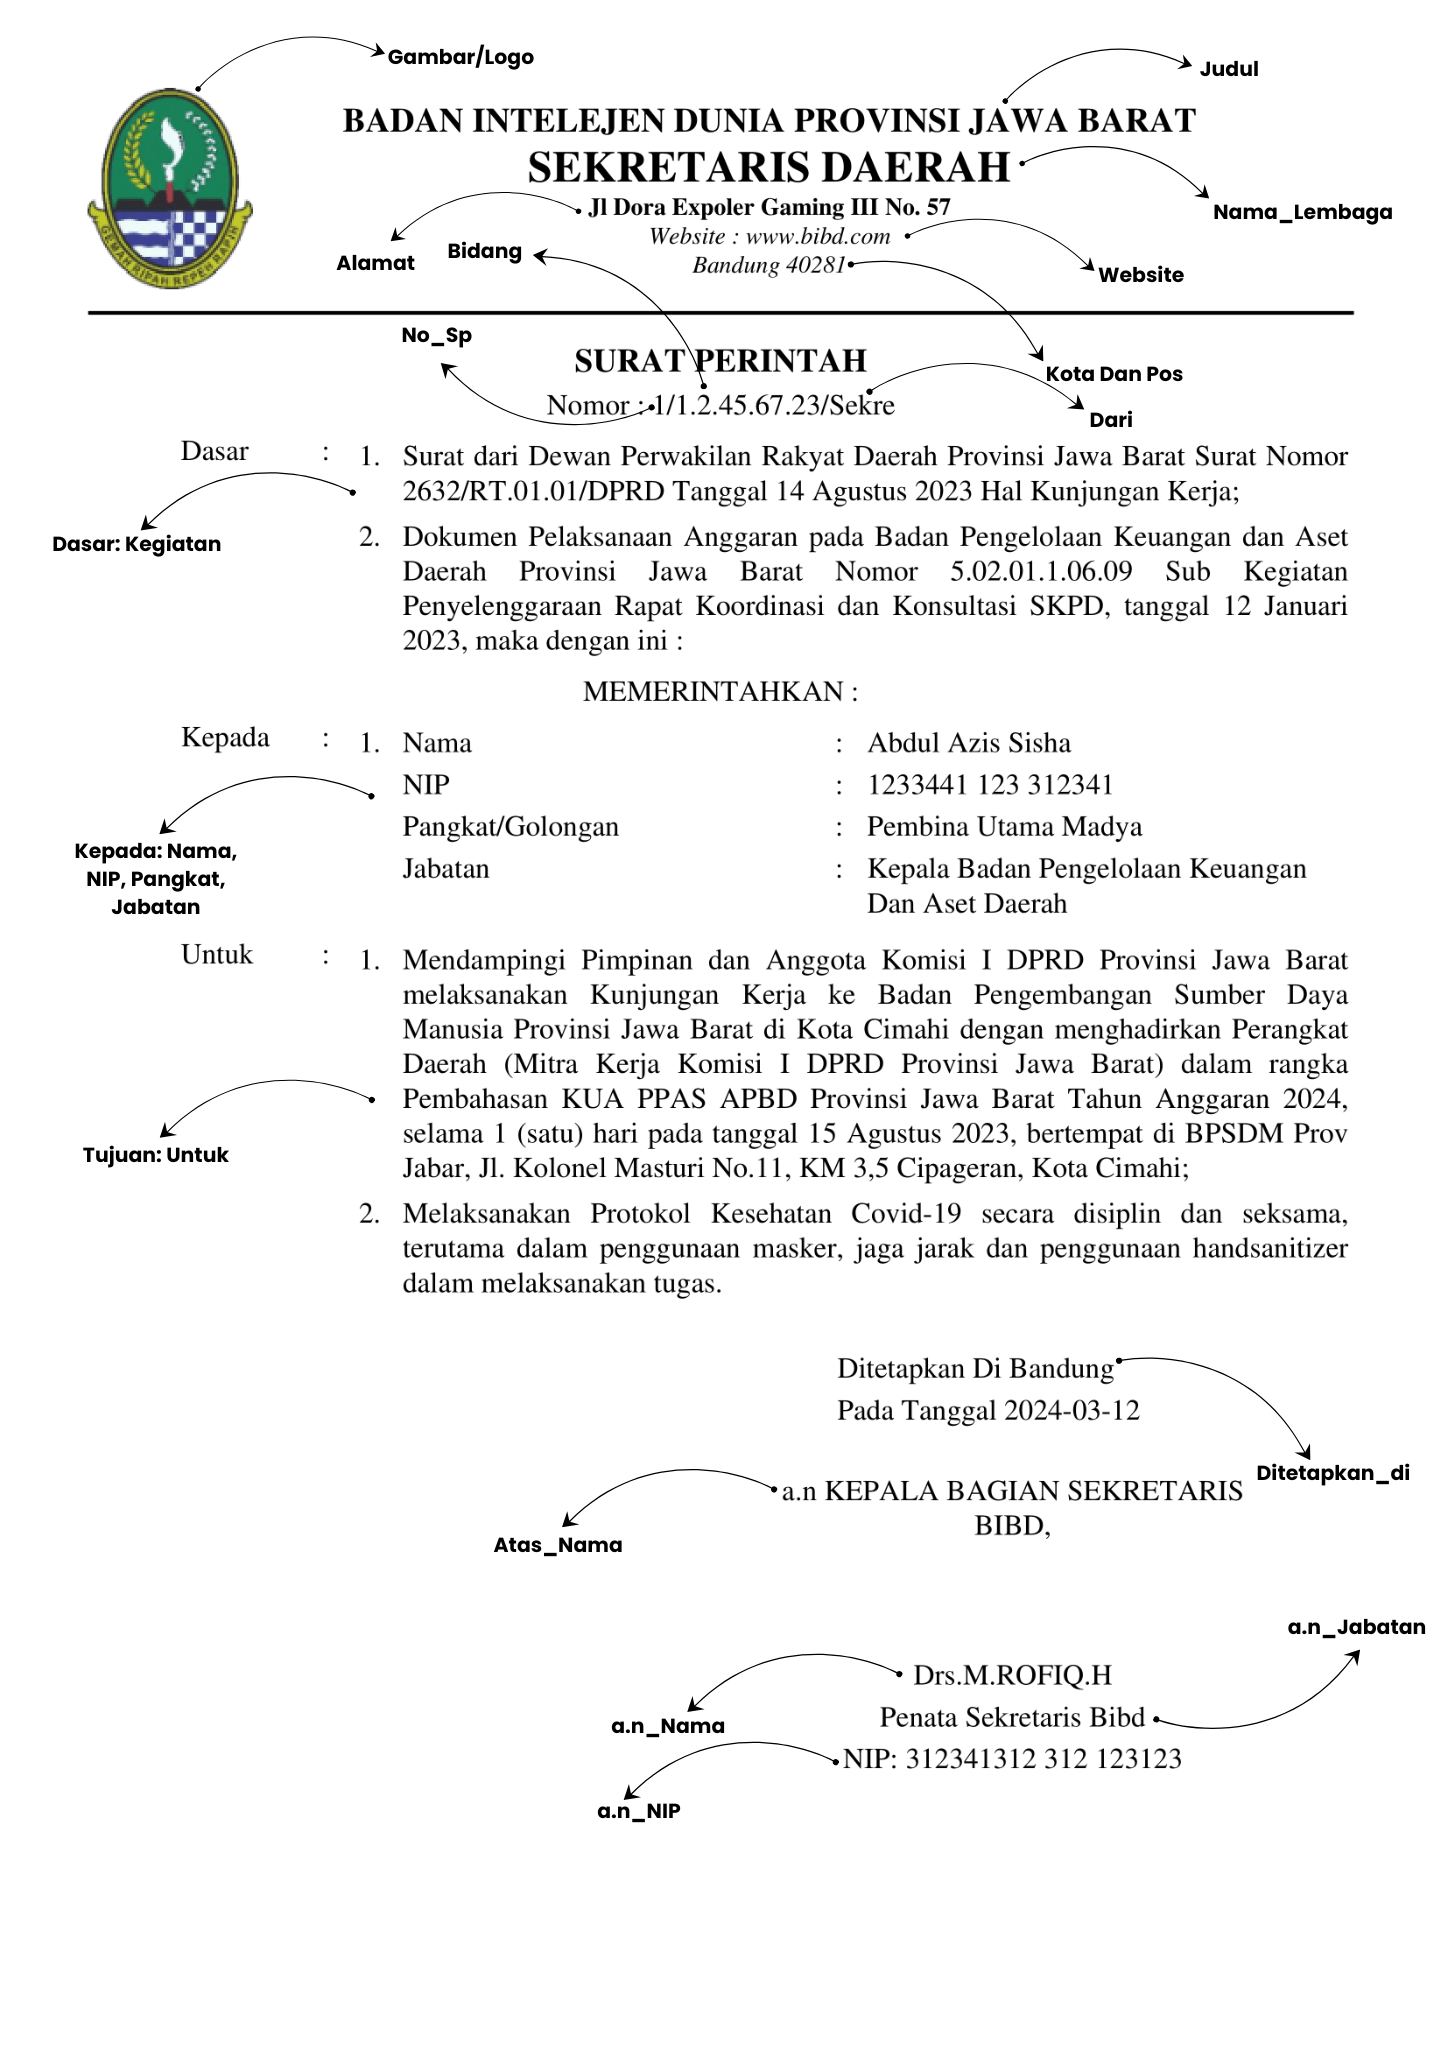 Gambar/Logo
Judul
BADAN INTELEJEN DUNIA PROVINSI JAWA BARAT
SEKRETARIS DAERAH
Jl Dora Expoler Gaming III No. 57
Nama_Lembaga
Website : www.bibd.com
Bidang
Alamat
Bandung 40281
Website
GEMAH RIPAH REPEH RAPIH
No_Sp
SURAT PERINTAH
Kota Dan Pos
Nomor : 1/1.2.45.67.23/Sekre
Dari
Dasar : 1. Surat dari Dewan Perwakilan Rakyat Daerah Provinsi Jawa Barat Surat Nomor
2632/RT.01.01/DPRD Tanggal 14 Agustus 2023 Hal Kunjungan Kerja;
Dasar: Kegiatan
2. Dokumen Pelaksanaan Anggaran pada Badan Pengelolaan Keuangan dan Aset
Daerah Provinsi Jawa Barat Nomor 5.02.01.1.06.09 Sub Kegiatan
Penyelenggaraan Rapat Koordinasi dan Konsultasi SKPD, tanggal 12 Januari
2023, maka dengan ini :
MEMERINTAHKAN :
Kepada : 1. Nama : Abdul Azis Sisha
NIP : 1233441 123 312341
Pangkat/Golongan : Pembina Utama Madya
Jabatan : Kepala Badan Pengelolaan Keuangan
Dan Aset Daerah
Kepada: Nama,
NIP, Pangkat,
Jabatan
Untuk : 1. Mendampingi Pimpinan dan Anggota Komisi I DPRD Provinsi Jawa Barat
melaksanakan Kunjungan Kerja ke Badan Pengembangan Sumber Daya
Manusia Provinsi Jawa Barat di Kota Cimahi dengan menghadirkan Perangkat
Daerah (Mitra Kerja Komisi I DPRD Provinsi Jawa Barat) dalam rangka
Pembahasan KUA PPAS APBD Provinsi Jawa Barat Tahun Anggaran 2024,
selama 1 (satu) hari pada tanggal 15 Agustus 2023, bertempat di BPSDM Prov
Jabar, Jl. Kolonel Masturi No.11, KM 3,5 Cipageran, Kota Cimahi;
Tujuan: Untuk
2. Melaksanakan Protokol Kesehatan Covid-19 secara disiplin dan seksama,
terutama dalam penggunaan masker, jaga jarak dan penggunaan handsanitizer
dalam melaksanakan tugas.
Ditetapkan Di Bandung
Pada Tanggal 2024-03-12
Ditetapkan_di
a.n KEPALA BAGIAN SEKRETARIS
BIBD,
Atas_Nama
a.n_Jabatan
Drs.M.ROFIQ.H
Penata Sekretaris Bibd
a.n_Nama
NIP: 312341312 312 123123
a.n_NIP